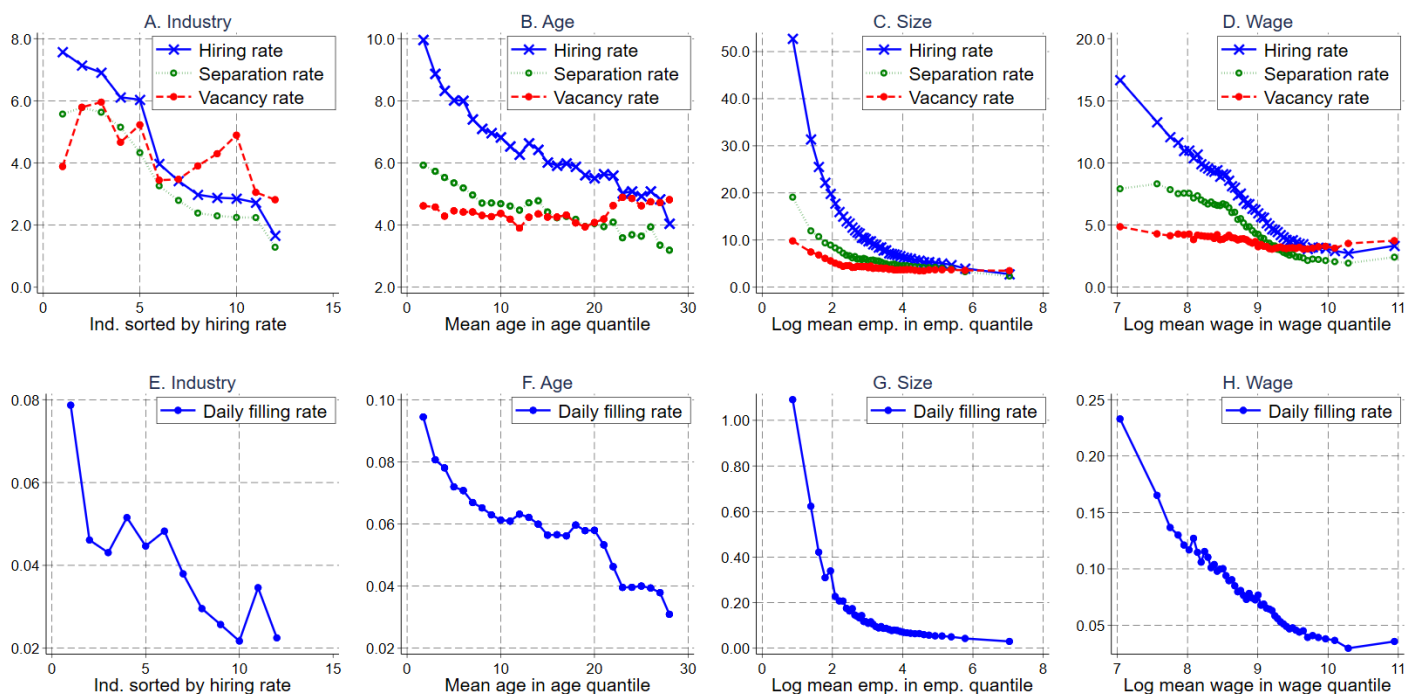 A. Industry
8.0
6.0
4.0
2.0
0.0
Hiring rate
Separation rate
Vacancy rate
0
5
10
15
Ind. sorted by hiring rate
B. Age
10.0
8.0
6.0
4.0
2.0
Hiring rate
Separation rate
Vacancy rate
0
10
20
30
Mean age in age quantile
C. Size
50.0
40.0
30.0
20.0
10.0
0.0
Hiring rate
Separation rate
Vacancy rate
0
2
4
6
8
Log mean emp. in emp. quantile
D. Wage
20.0
15.0
10.0
5.0
0.0
Hiring rate
Separation rate
Vacancy rate
7
8
9
10
11
Log mean wage in wage quantile
E. Industry
0.08
0.06
0.04
0.02
Daily filling rate
0
5
10
15
Ind. sorted by hiring rate
F. Age
0.10
0.08
0.06
0.04
0.02
Daily filling rate
0
10
20
30
Mean age in age quantile
G. Size
1.00
0.80
0.60
0.40
0.20
0.00
Daily filling rate
0
2
4
6
8
Log mean emp. in emp. quantile
H. Wage
0.25
0.20
0.15
0.10
0.05
Daily filling rate
7
8
9
10
11
Log mean wage in wage quantile